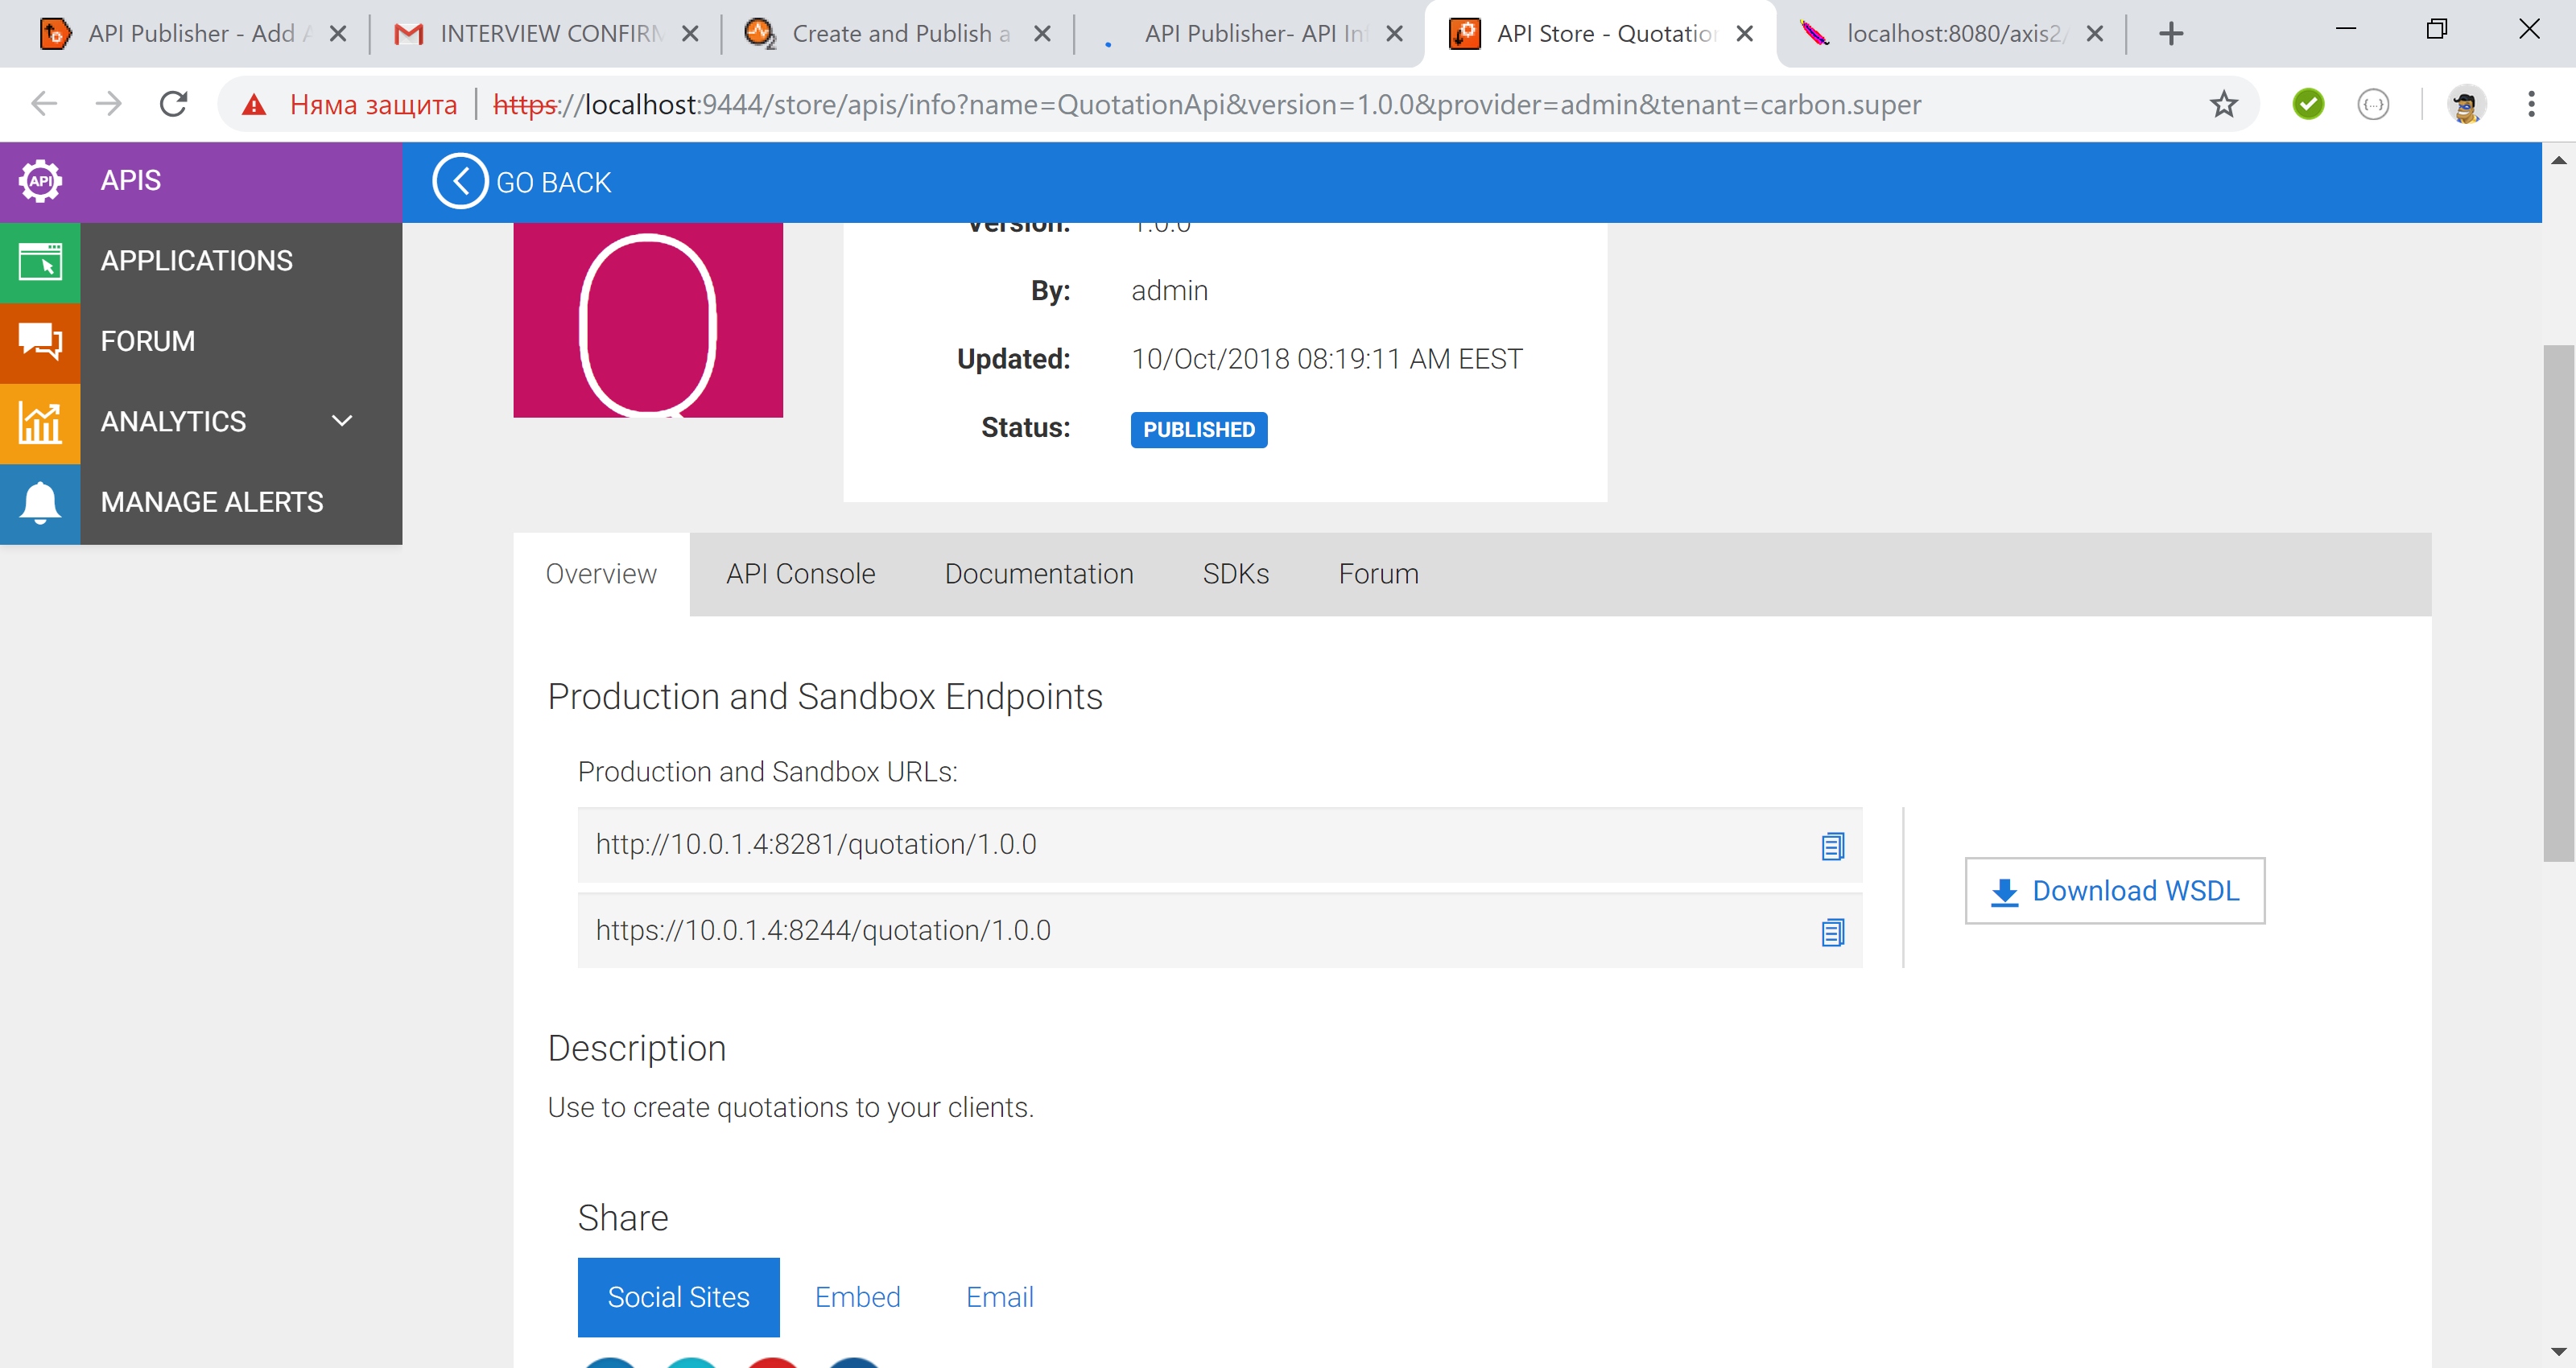 API Publisher - Add A
INTERVIEW CONFIRM
Create and Publish a
API Publisher- API Inf
API Store - Quotation
localhost:8080/axis2/
Няма защита
https://localhost:9444/store/apis/info?name=QuotationApi&version=1.0.0&provider=admin&tenant=carbon.super
API
APIS
GO BACK
APPLICATIONS
FORUM
ANALYTICS
MANAGE ALERTS
Q
Version: 1.0.0
By: admin
Updated: 10/Oct/2018 08:19:11 AM EEST
Status: PUBLISHED
Overview API Console Documentation SDKs Forum
Production and Sandbox Endpoints
Production and Sandbox URLs:
http://10.0.1.4:8281/quotation/1.0.0
https://10.0.1.4:8244/quotation/1.0.0
Download WSDL
Description
Use to create quotations to your clients.
Share
Social Sites Embed Email